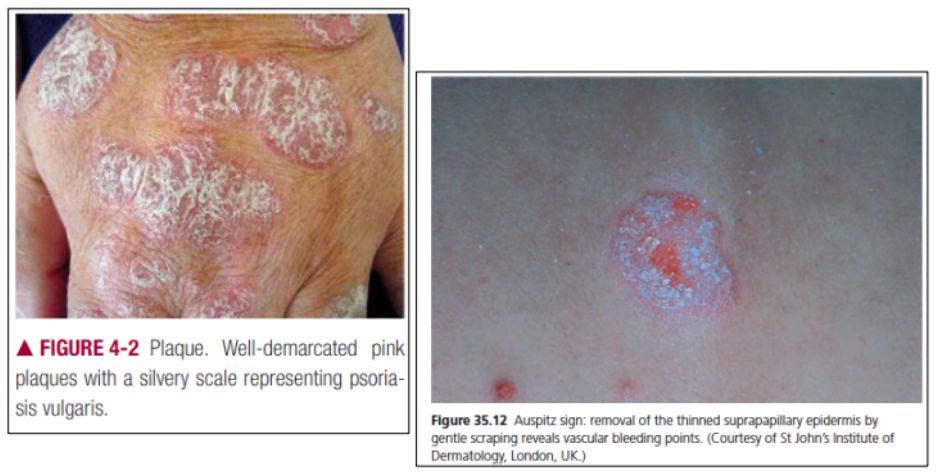 ▲ FIGURE 4-2 Plaque. Well-demarcated pink
plaques with a silvery scale representing psoria-
sis vulgaris.
Figure 35.12 Auspitz sign: removal of the thinned suprapapillary epidermis by
gentle scraping reveals vascular bleeding points. (Courtesy of St John’s Institute of
Dermatology, London, UK.)